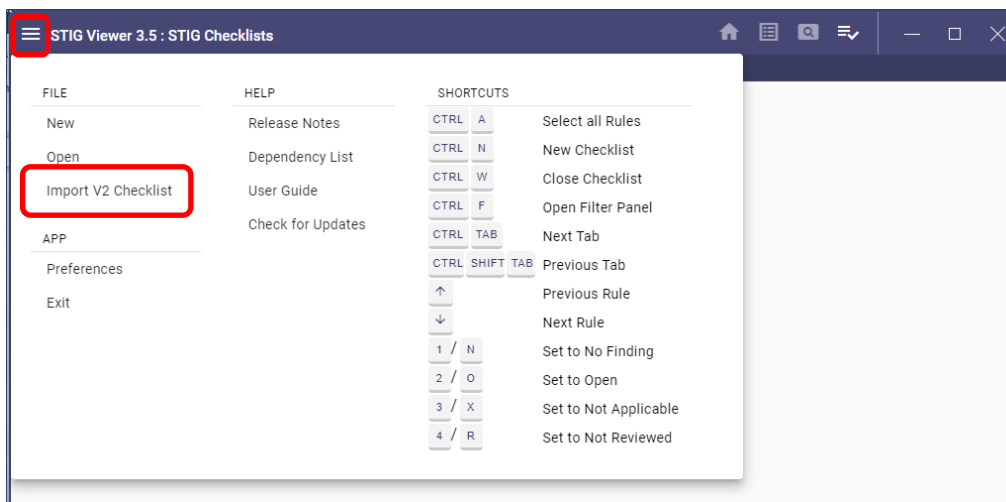 STIG Viewer 3.5 : STIG Checklists
FILE
New
Open
Import V2 Checklist
APP
Preferences
Exit
HELP
Release Notes
Dependency List
User Guide
Check for Updates
SHORTCUTS
CTRL A Select all Rules
CTRL N New Checklist
CTRL W Close Checklist
CTRL F Open Filter Panel
CTRL TAB Next Tab
CTRL SHIFT TAB Previous Tab
↑ Previous Rule
↓ Next Rule
1 / N Set to No Finding
2 / O Set to Open
3 / X Set to Not Applicable
4 / R Set to Not Reviewed